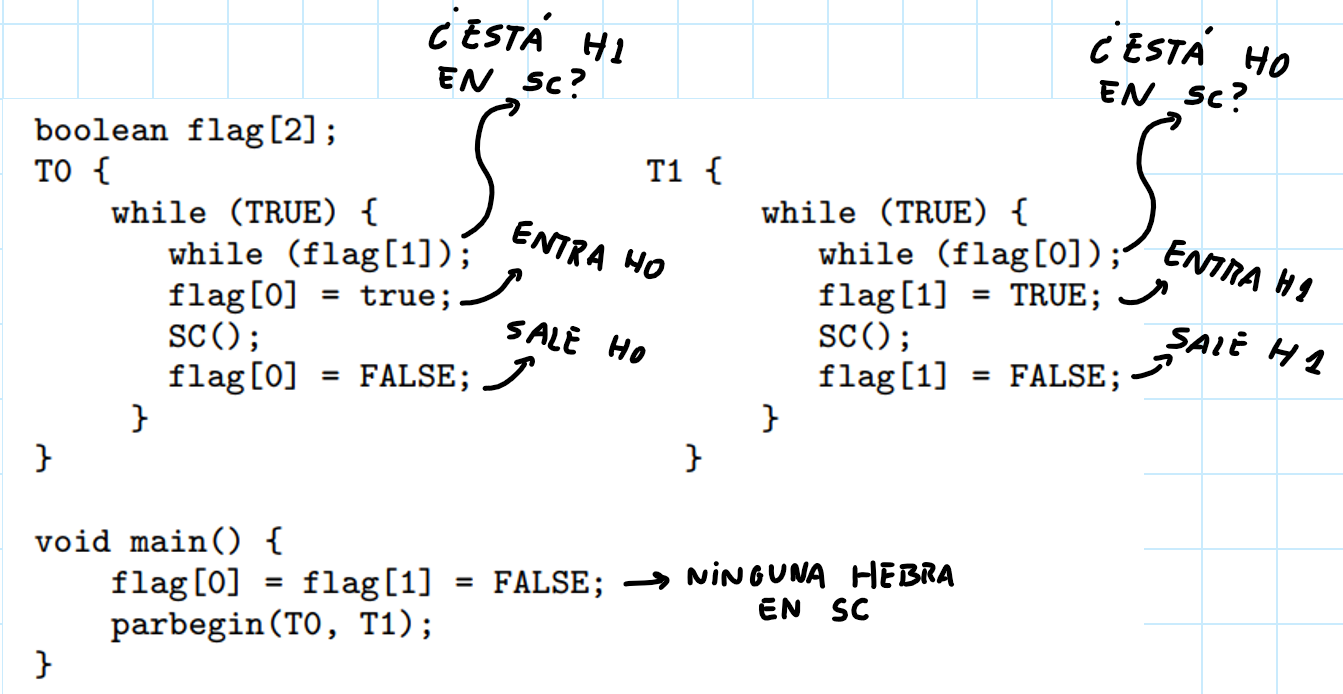 ¿ESTÁ H1
EN SC?
¿ESTÁ H0
EN SC?
boolean flag[2];
T0 {
while (TRUE) {
while (flag[1]);
flag[0] = true;
SC();
flag[0] = FALSE;
}
}
ENTRA H0
SALE H0
T1 {
while (TRUE) {
while (flag[0]);
flag[1] = TRUE;
SC();
flag[1] = FALSE;
}
}
ENTRA H1
SALE H1
void main() {
flag[0] = flag[1] = FALSE;
parbegin(T0, T1);
}
NINGUNA HEBRA
EN SC